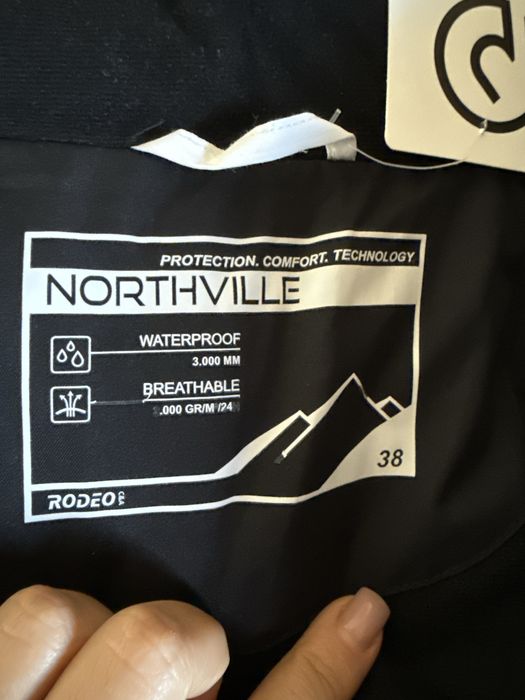 PROTECTION. COMFORT. TECHNOLOGY
NORTHVILLE
WATERPROOF
3.000 MM
BREATHABLE
.000 GR/M /24
38
RODEO C&A